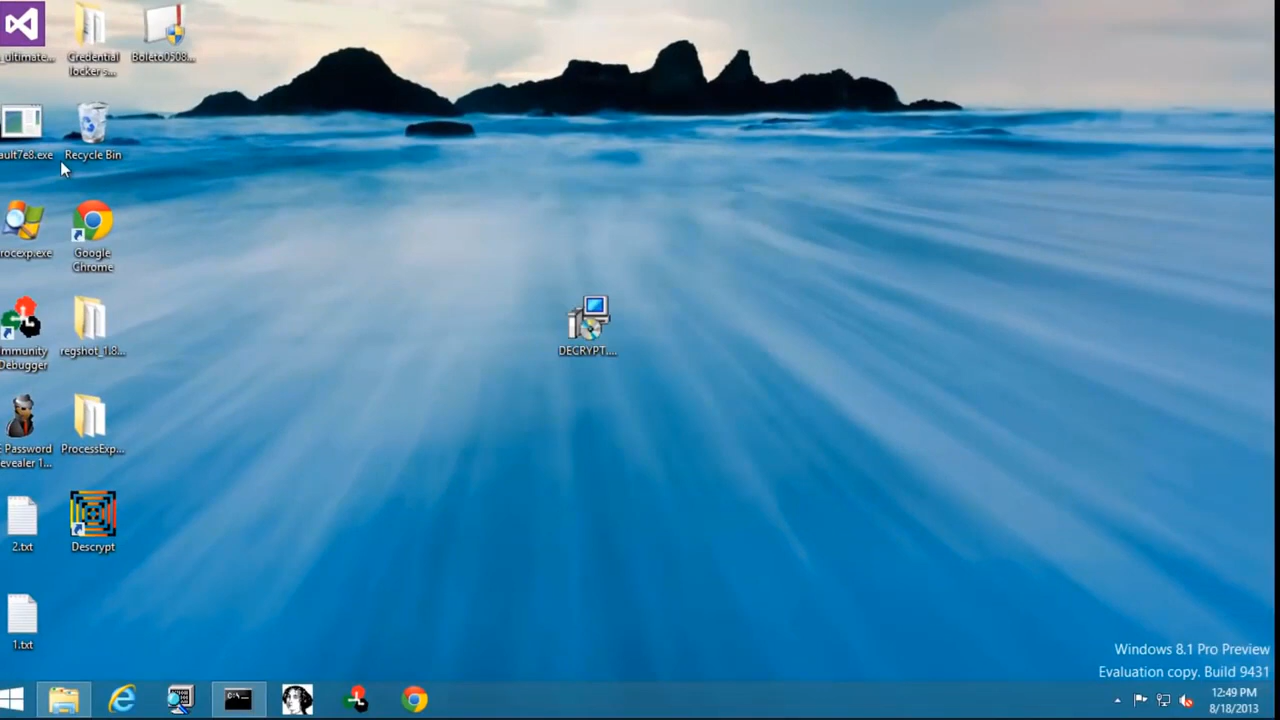 _ultimate...
Credential
locker s...
Boleto0508...
ault7e8.exe
Recycle Bin
rocexp.exe
Google
Chrome
mmunity
Debugger
regshot_1.8...
DECRYPT....
Password
evealer 1...
ProcessExp...
2.txt
Descrypt
1.txt
Windows 8.1 Pro Preview
Evaluation copy. Build 9431
C:\_
12:49 PM
8/18/2013